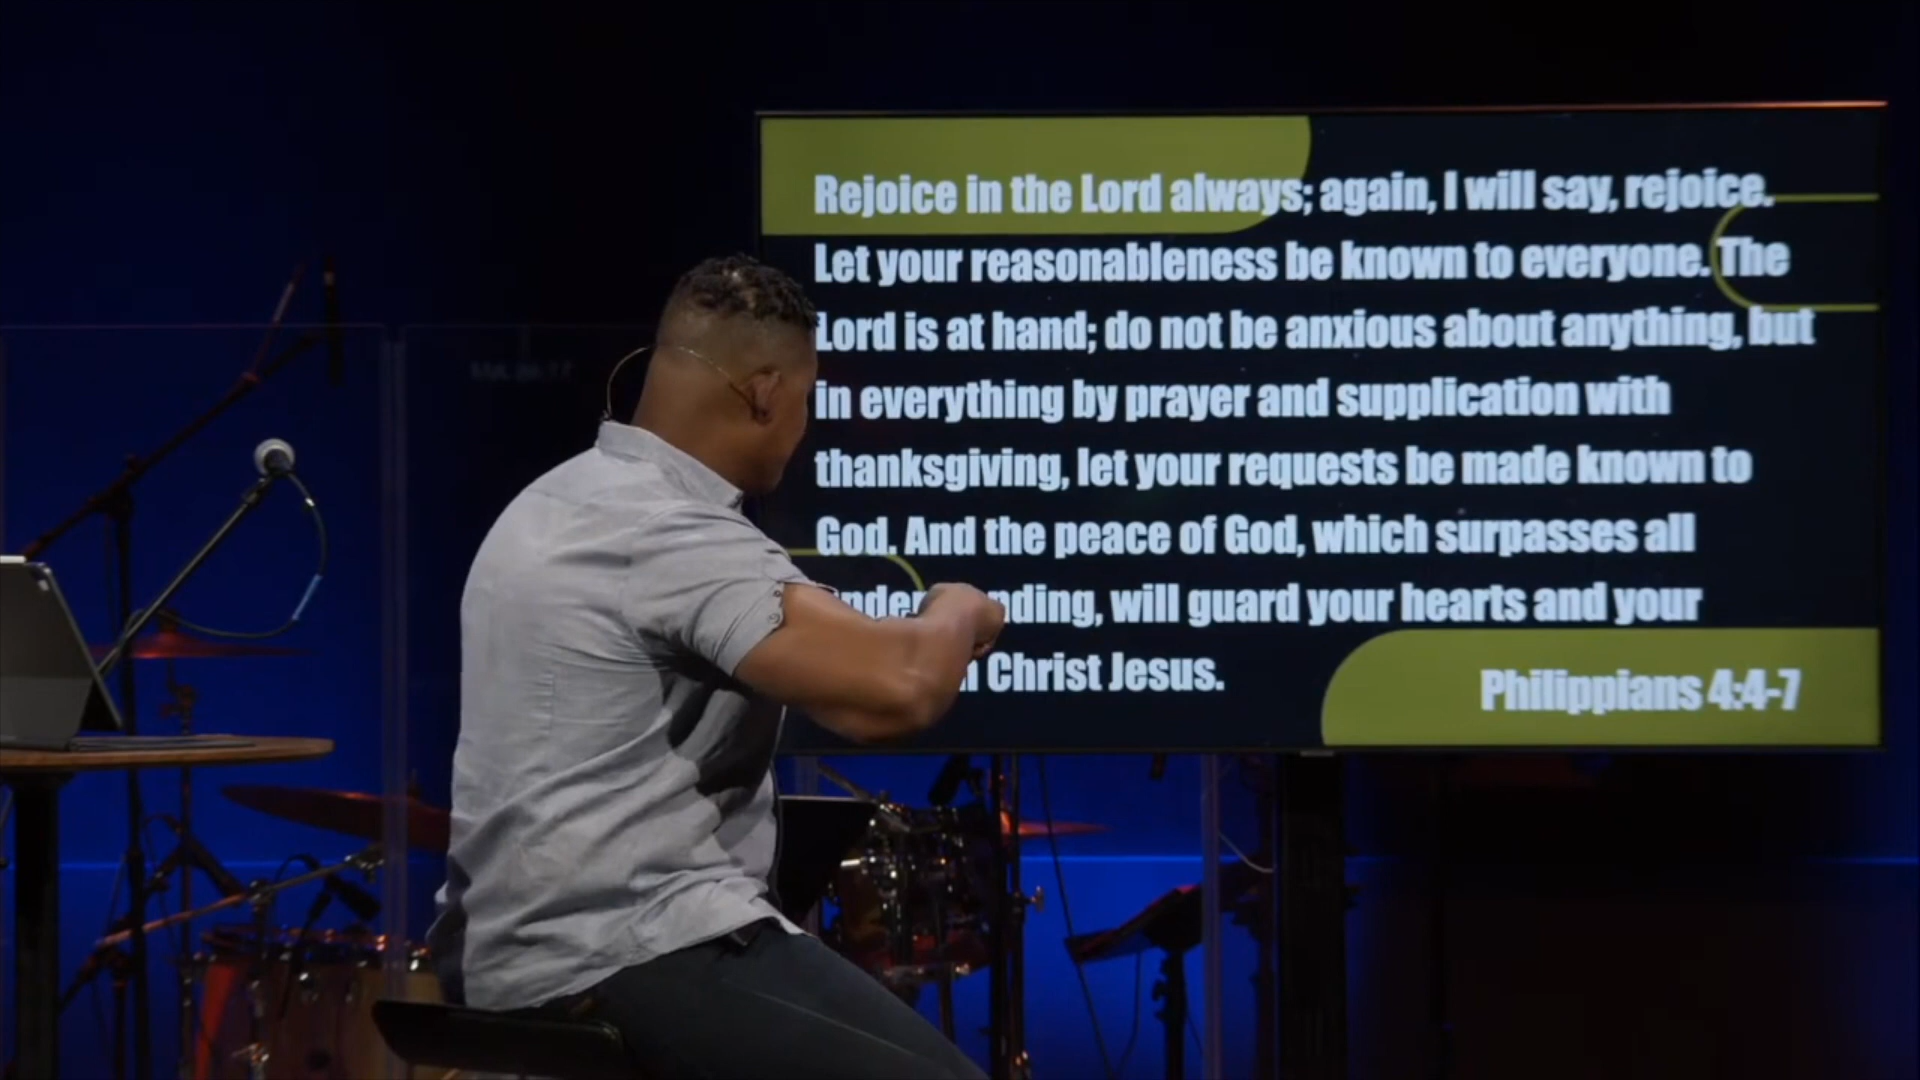 Rejoice in the Lord always; again, I will say, rejoice.
Let your reasonableness be known to everyone. The
Lord is at hand; do not be anxious about anything, but
in everything by prayer and supplication with
thanksgiving, let your requests be made known to
God. And the peace of God, which surpasses all
nding, will guard your hearts and your
Christ Jesus.
Philippians 4:4-7